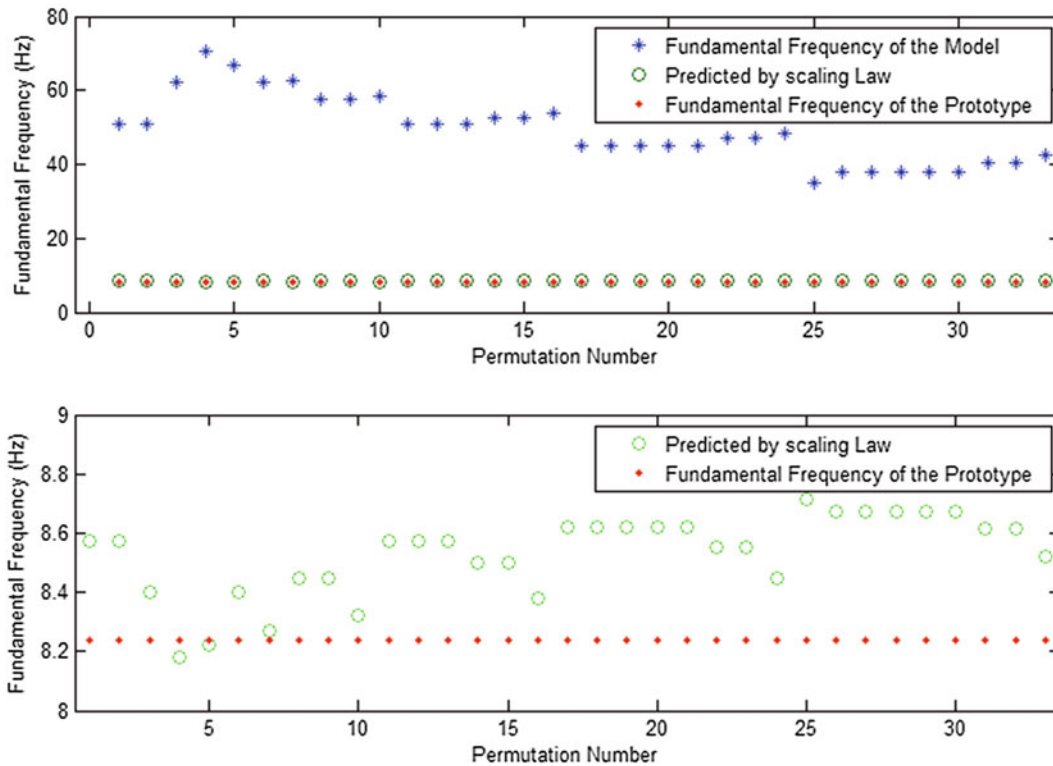 80
60
40
20
0
Fundamental Frequency (Hz)
Fundamental Frequency of the Model
Predicted by scaling Law
Fundamental Frequency of the Prototype
0 5 10 15 20 25 30
Permutation Number
9
8.8
8.6
8.4
8.2
8
Fundamental Frequency (Hz)
Predicted by scaling Law
Fundamental Frequency of the Prototype
5 10 15 20 25 30
Permutation Number